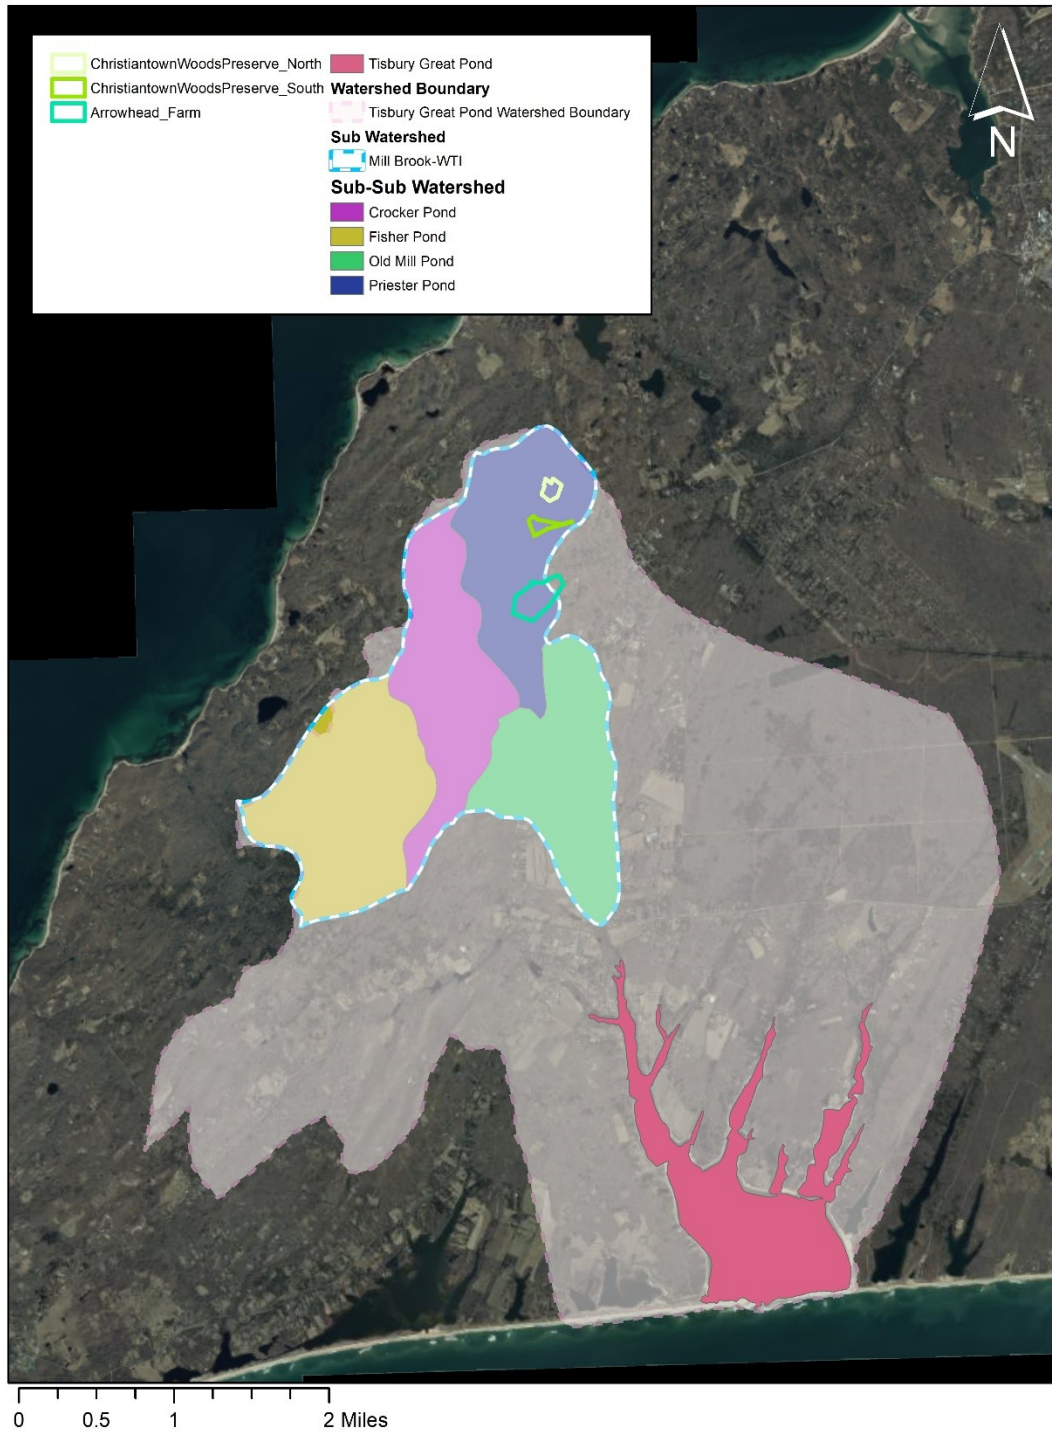 ChristiantownWoodsPreserve_North
ChristiantownWoodsPreserve_South
Arrowhead_Farm
Tisbury Great Pond
Watershed Boundary
Tisbury Great Pond Watershed Boundary
Sub Watershed
Mill Brook-WTI
Sub-Sub Watershed
Crocker Pond
Fisher Pond
Old Mill Pond
Priester Pond
N
0 0.5 1 2 Miles